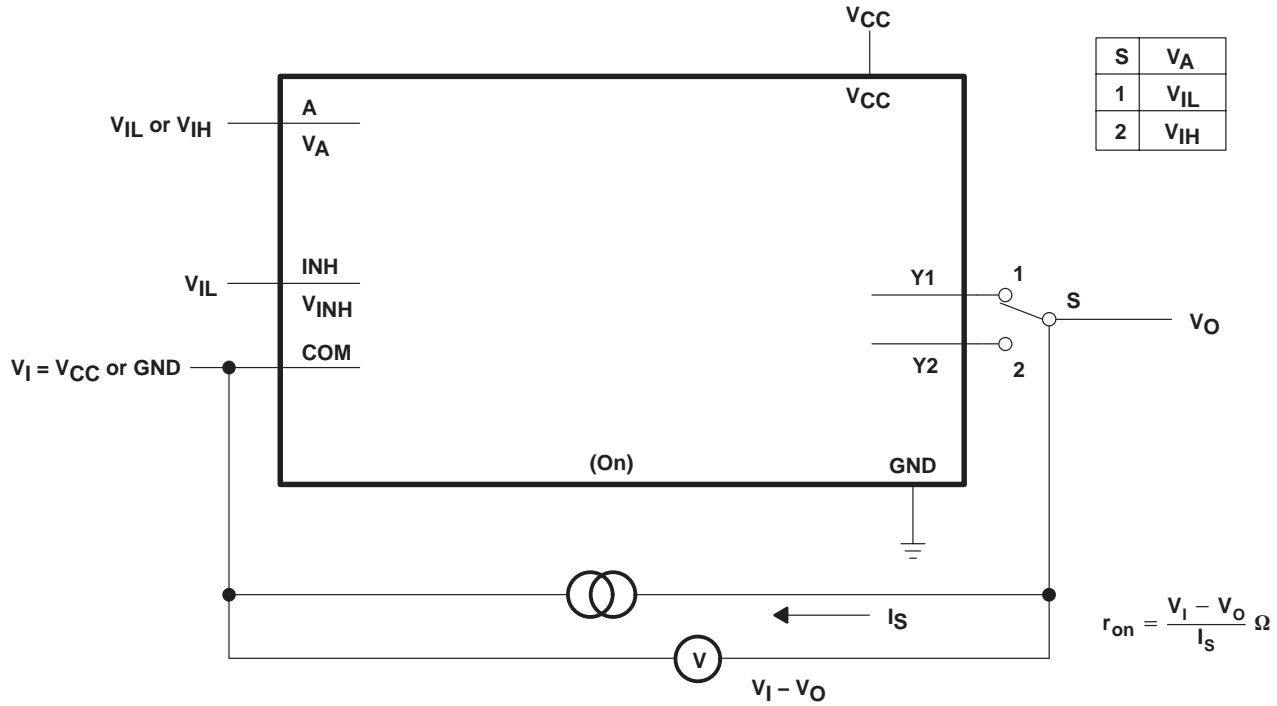 VCC
S VA
1 VIL
2 VIH
VCC
A
VIL or VIH
VA
INH
VIL
VINH
Y1
1
S
VO
COM
VI = VCC or GND
Y2
2
(On)
GND
IS
ron = VI – VO / IS Ω
V
VI – VO